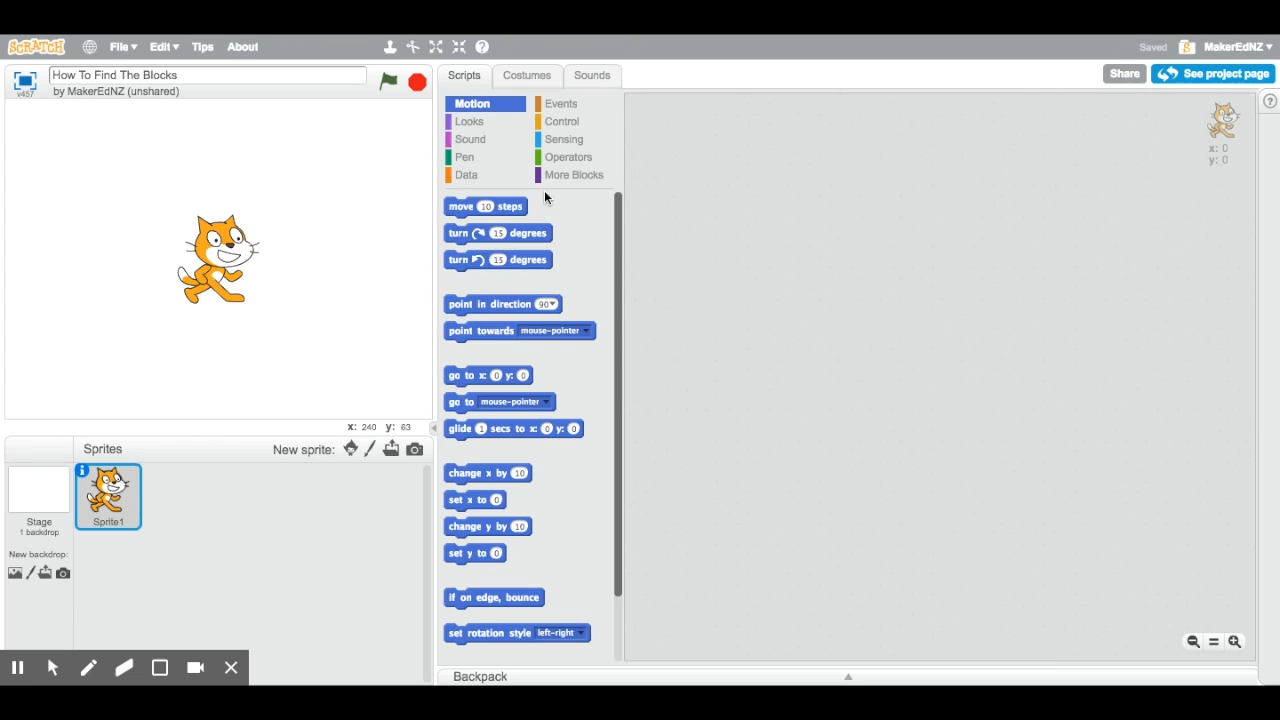 SCRATCH File Edit Tips About Saved MakerEdNZ
How To Find The Blocks
by MakerEdNZ (unshared)
v457
Scripts Costumes Sounds
Share See project page
Motion Events
Looks Control
Sound Sensing
Pen Operators
Data More Blocks
x: 0
y: 0
move 10 steps
turn 15 degrees
turn 15 degrees
point in direction 90
point towards mouse-pointer
go to x: 0 y: 0
go to mouse-pointer
glide 1 secs to x: 0 y: 0
change x by 10
set x to 0
change y by 10
set y to 0
if on edge, bounce
set rotation style left-right
x: 240 y: 63
Sprites New sprite:
Stage
1 backdrop
New backdrop:
Sprite1
Backpack